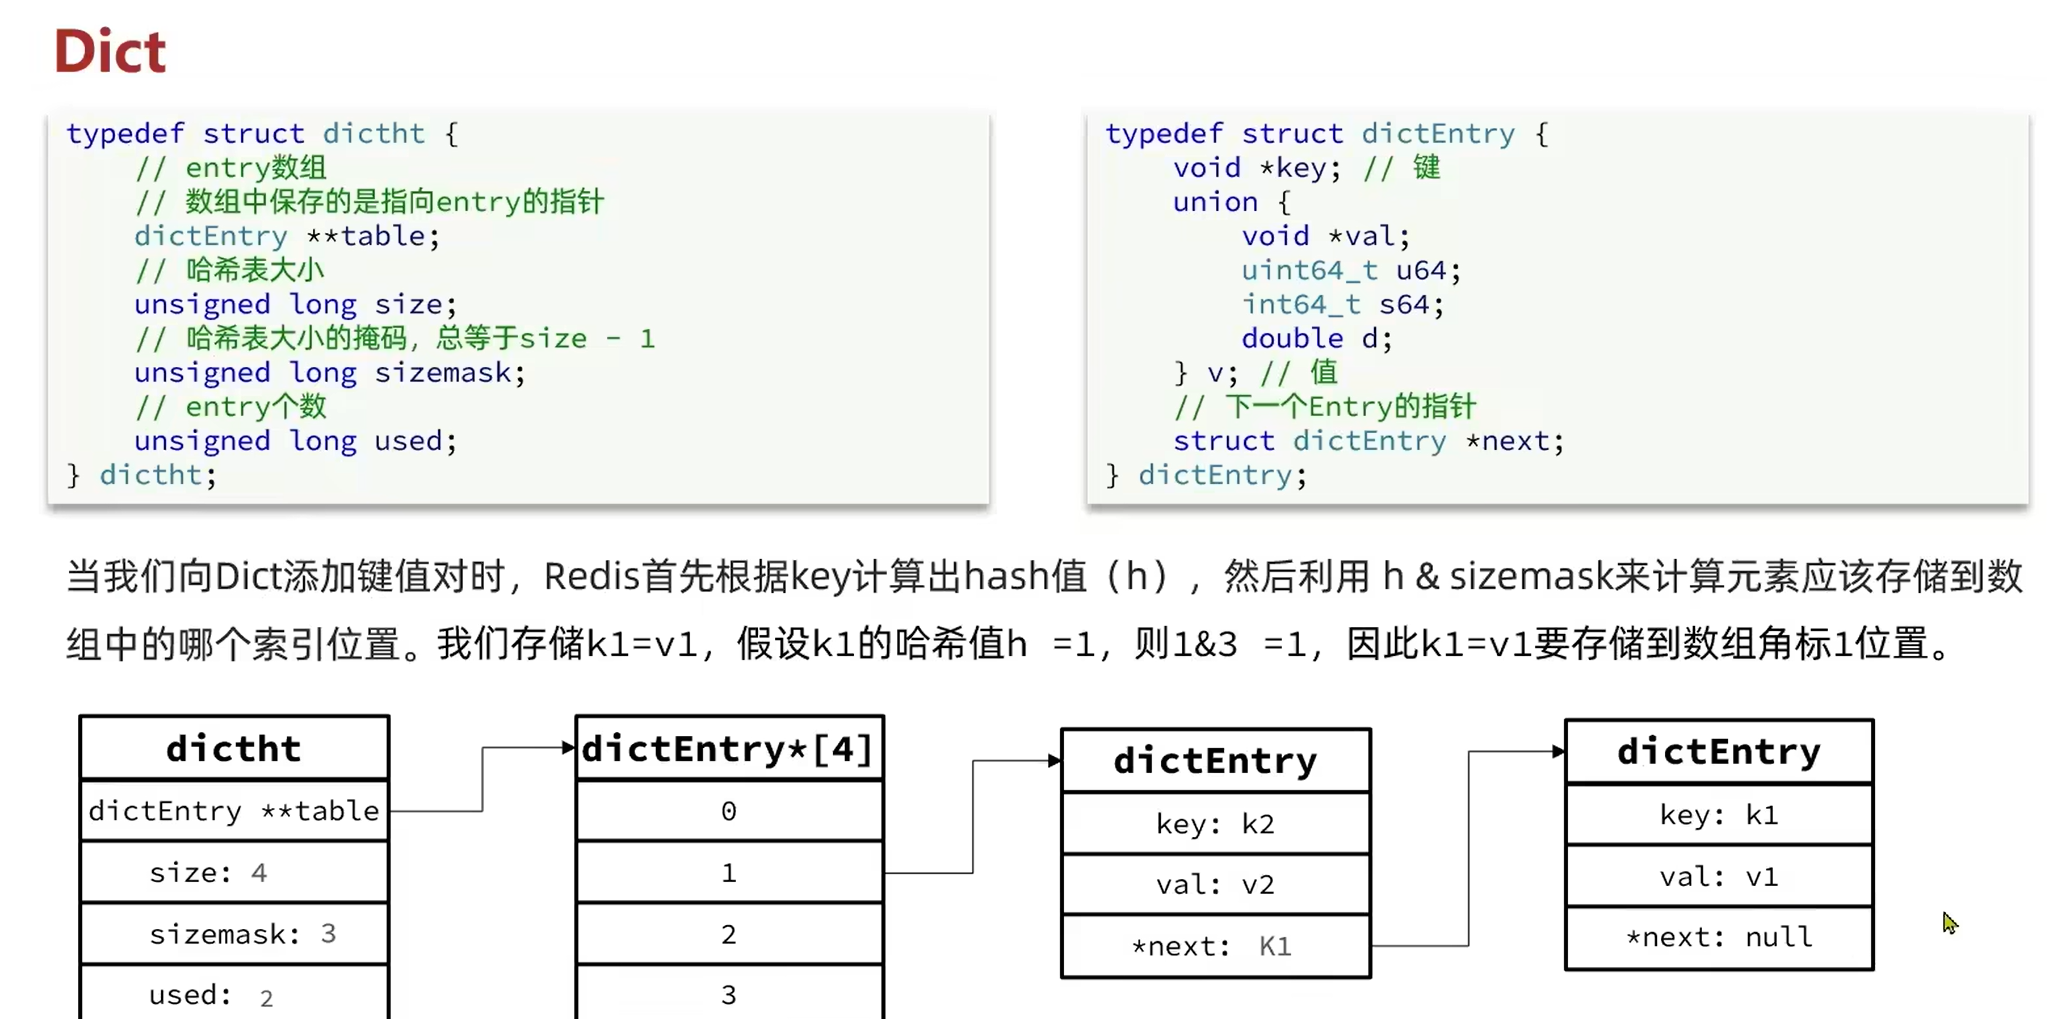 Dict
typedef struct dictht {
// entry数组
// 数组中保存的是指向entry的指针
dictEntry **table;
// 哈希表大小
unsigned long size;
// 哈希表大小的掩码，总等于size - 1
unsigned long sizemask;
// entry个数
unsigned long used;
} dictht;
typedef struct dictEntry {
void *key; // 键
union {
void *val;
uint64_t u64;
int64_t s64;
double d;
} v; // 值
// 下一个Entry的指针
struct dictEntry *next;
} dictEntry;
当我们向Dict添加键值对时，Redis首先根据key计算出hash值（h），然后利用 h & sizemask来计算元素应该存储到数
组中的哪个索引位置。我们存储k1=v1，假设k1的哈希值h =1，则1&3 =1，因此k1=v1要存储到数组角标1位置。
dictht
dictEntry **table
size: 4
sizemask: 3
used: 2
dictEntry*[4]
0
1
2
3
dictEntry
key: k2
val: v2
*next: K1
dictEntry
key: k1
val: v1
*next: null